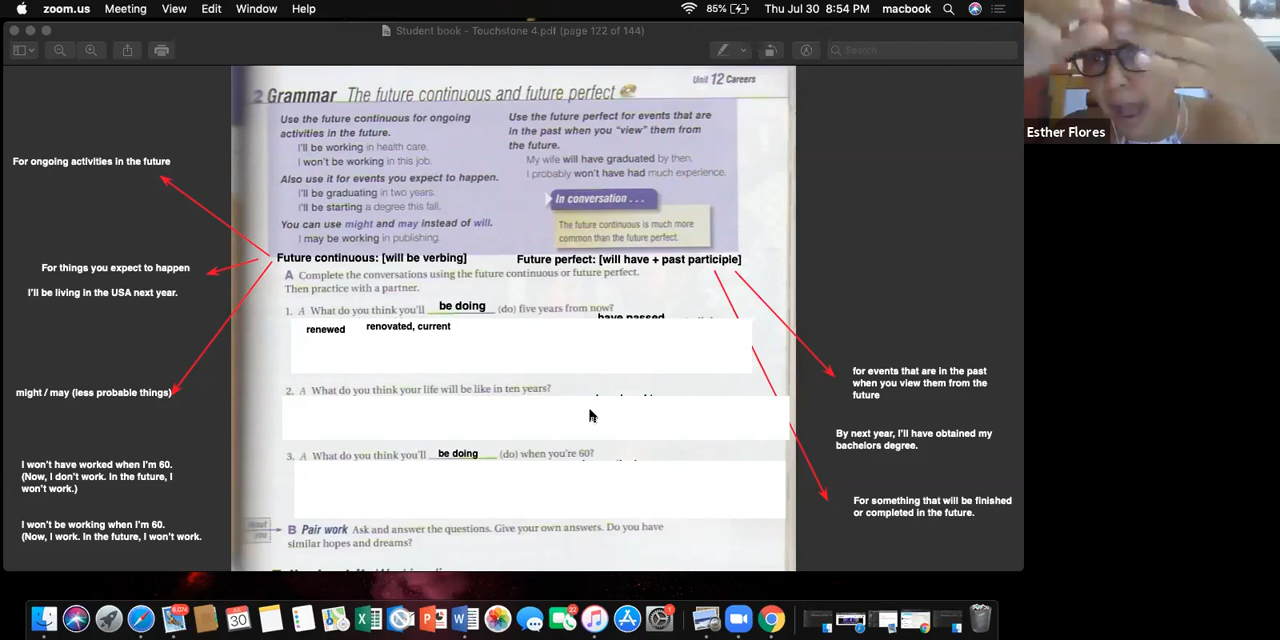 zoom.us Meeting View Edit Window Help
85% Thu Jul 30 8:54 PM macbook
Student book - Touchstone 4.pdf (page 122 of 144)
Search
Esther Flores
Unit 12 Careers
2 Grammar The future continuous and future perfect
Use the future continuous for ongoing
activities in the future.
I'll be working in health care.
I won't be working in this job.
Also use it for events you expect to happen.
I'll be graduating in two years.
I'll be starting a degree this fall.
You can use might and may instead of will.
I may be working in publishing.
Use the future perfect for events that are
in the past when you “view” them from
the future.
My wife will have graduated by then.
I probably won't have had much experience.
In conversation . . .
The future continuous is much more
common than the future perfect.
For ongoing activities in the future
For things you expect to happen
I'll be living in the USA next year.
might / may (less probable things)
I won't have worked when I'm 60.
(Now, I don't work. In the future, I
won't work.)
I won't be working when I'm 60.
(Now, I work. In the future, I won't work.
Future continuous: [will be verbing]
Future perfect: [will have + past participle]
A Complete the conversations using the future continuous or future perfect.
Then practice with a partner.
1. A What do you think you'll be doing (do) five years from now?
have passed
renewed renovated, current
2. A What do you think your life will be like in ten years?
3. A What do you think you'll be doing (do) when you're 60?
About
you
B Pair work Ask and answer the questions. Give your own answers. Do you have
similar hopes and dreams?
for events that are in the past
when you view them from the
future
By next year, I'll have obtained my
bachelors degree.
For something that will be finished
or completed in the future.
8,074
30
22
1